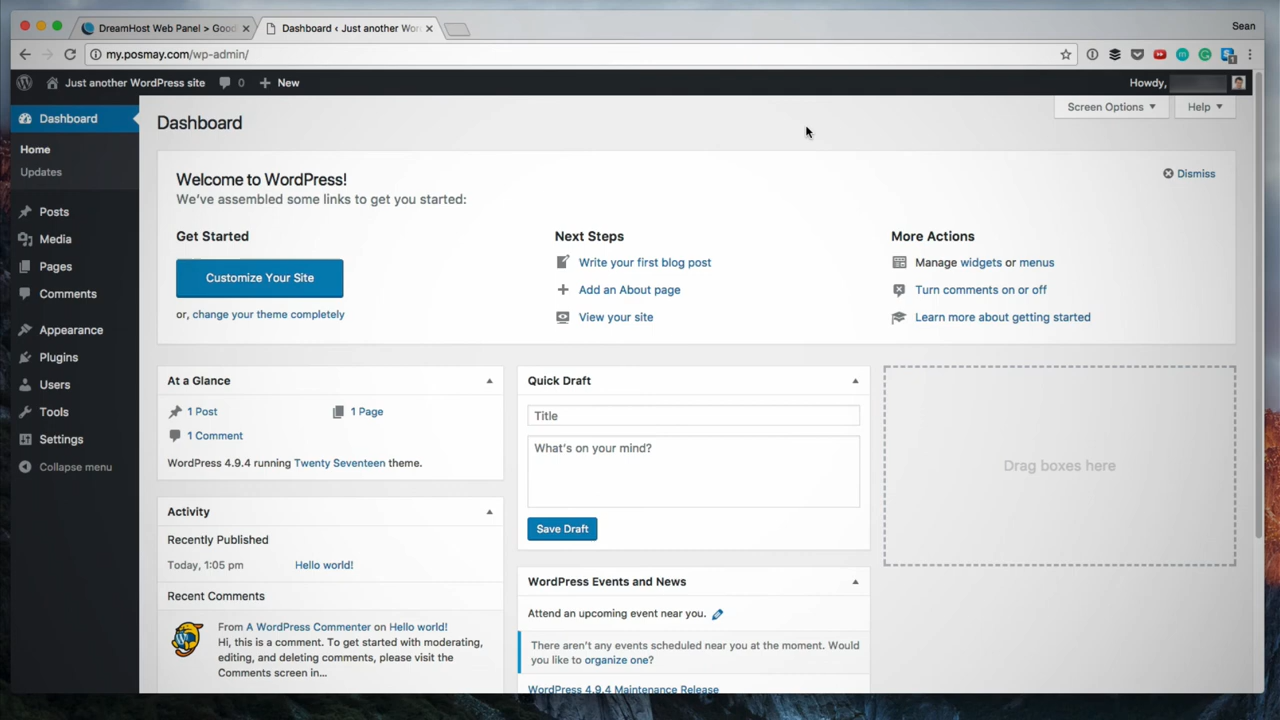 DreamHost Web Panel > Good
Dashboard ‹ Just another Wor
Sean
my.posmay.com/wp-admin/
Just another WordPress site
0
New
Howdy,
Dashboard
Home
Updates
Posts
Media
Pages
Comments
Appearance
Plugins
Users
Tools
Settings
Collapse menu
Dashboard
Screen Options
Help
Welcome to WordPress!
We've assembled some links to get you started:
Dismiss
Get Started
Customize Your Site
or, change your theme completely
Next Steps
Write your first blog post
Add an About page
View your site
More Actions
Manage widgets or menus
Turn comments on or off
Learn more about getting started
At a Glance
1 Post
1 Page
1 Comment
WordPress 4.9.4 running Twenty Seventeen theme.
Activity
Recently Published
Today, 1:05 pm
Hello world!
Recent Comments
From A WordPress Commenter on Hello world!
Hi, this is a comment. To get started with moderating,
editing, and deleting comments, please visit the
Comments screen in…
Quick Draft
Title
What's on your mind?
Save Draft
WordPress Events and News
Attend an upcoming event near you.
There aren't any events scheduled near you at the moment. Would
you like to organize one?
WordPress 4.9.4 Maintenance Release
Drag boxes here